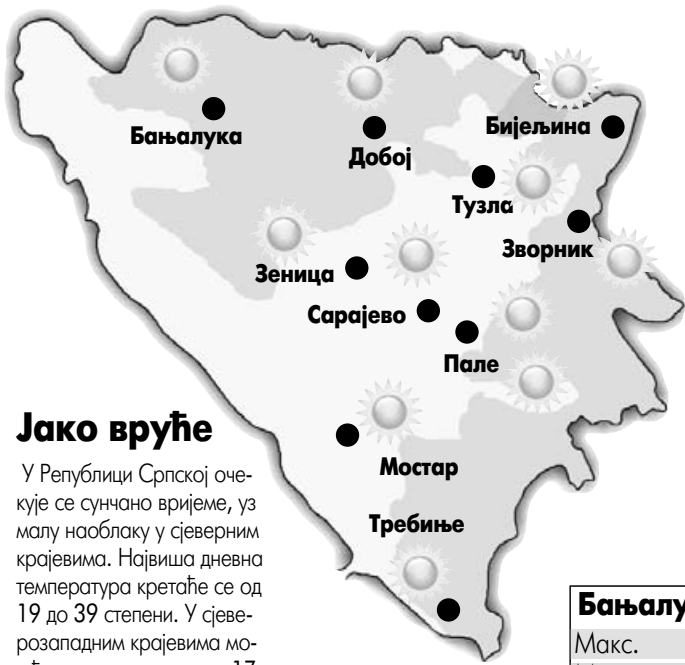 Бањалука
Добој
Бијељина
Тузла
Зворник
Зеница
Сарајево
Пале
Мостар
Требиње
Јако вруће
У Републици Српској оче-
кује се сунчано вријеме, уз
малу наоблаку у сјеверним
крајевима. Највиша дневна
температура кретаће се од
19 до 39 степени. У сјеве-
розападним крајевима мо-
17
Бањалу
Макс.